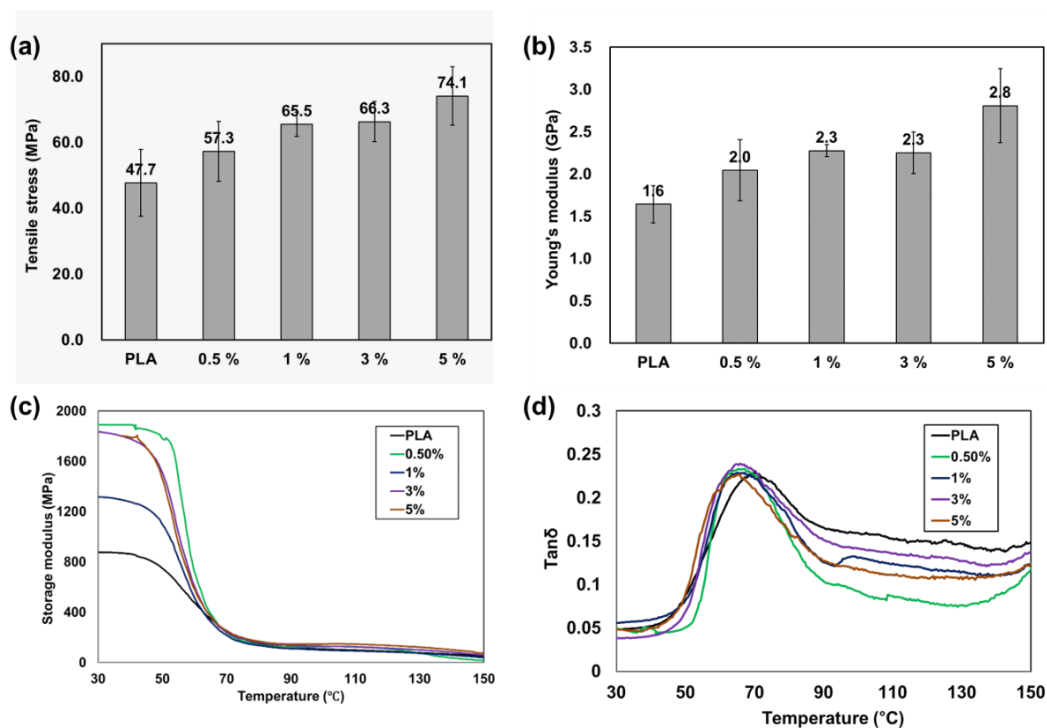 (a)
80.0
60.0
40.0
20.0
0.0
Tensile stress (MPa)
47.7
57.3
65.5
66.3
74.1
PLA 0.5 % 1 % 3 % 5 %
(b)
3.5
3.0
2.5
2.0
1.5
1.0
0.5
0.0
Young's modulus (GPa)
1.6
2.0
2.3
2.3
2.8
PLA 0.5 % 1 % 3 % 5 %
(c)
2000
1600
1200
800
400
0
Storage modulus (MPa)
PLA
0.50%
1%
3%
5%
30 50 70 90 110 130 150
Temperature (℃)
(d)
0.3
0.25
0.2
0.15
0.1
0.05
0
Tanδ
PLA
0.50%
1%
3%
5%
30 50 70 90 110 130 150
Temperature (°C)